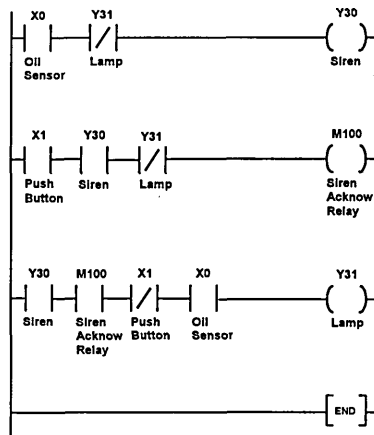 X0 Y31 Y30
Oil Sensor Lamp Siren
X1 Y30 Y31 M100
Push Button Siren Lamp Siren Acknow Relay
Y30 M100 X1 X0 Y31
Siren Siren Acknow Relay Push Button Oil Sensor Lamp
END